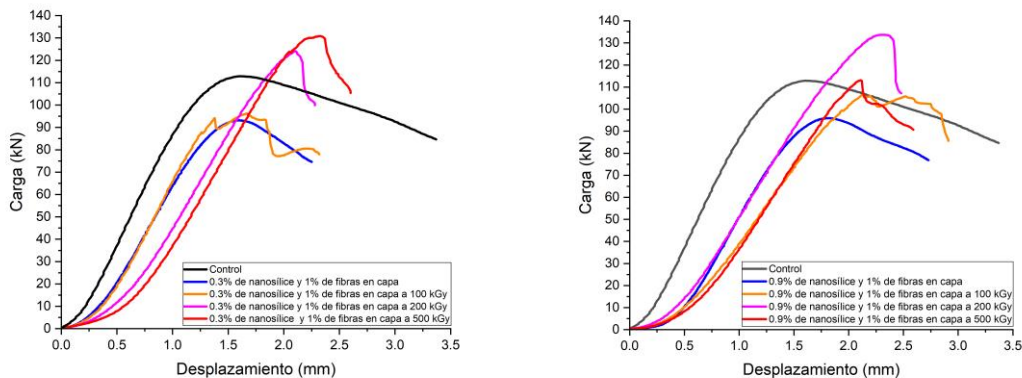 140
130
120
110
100
90
80
70
60
50
40
30
20
10
0
Carga (kN)
0.0 0.5 1.0 1.5 2.0 2.5 3.0 3.5
Desplazamiento (mm)
Control
0.3% de nanosílice y 1% de fibras en capa
0.3% de nanosílice y 1% de fibras en capa a 100 kGy
0.3% de nanosílice y 1% de fibras en capa a 200 kGy
0.3% de nanosílice y 1% de fibras en capa a 500 kGy
140
130
120
110
100
90
80
70
60
50
40
30
20
10
0
Carga (kN)
0.0 0.5 1.0 1.5 2.0 2.5 3.0 3.5
Desplazamiento (mm)
Control
0.9% de nanosílice y 1% de fibras en capa
0.9% de nanosílice y 1% de fibras en capa a 100 kGy
0.9% de nanosílice y 1% de fibras en capa a 200 kGy
0.9% de nanosílice y 1% de fibras en capa a 500 kGy